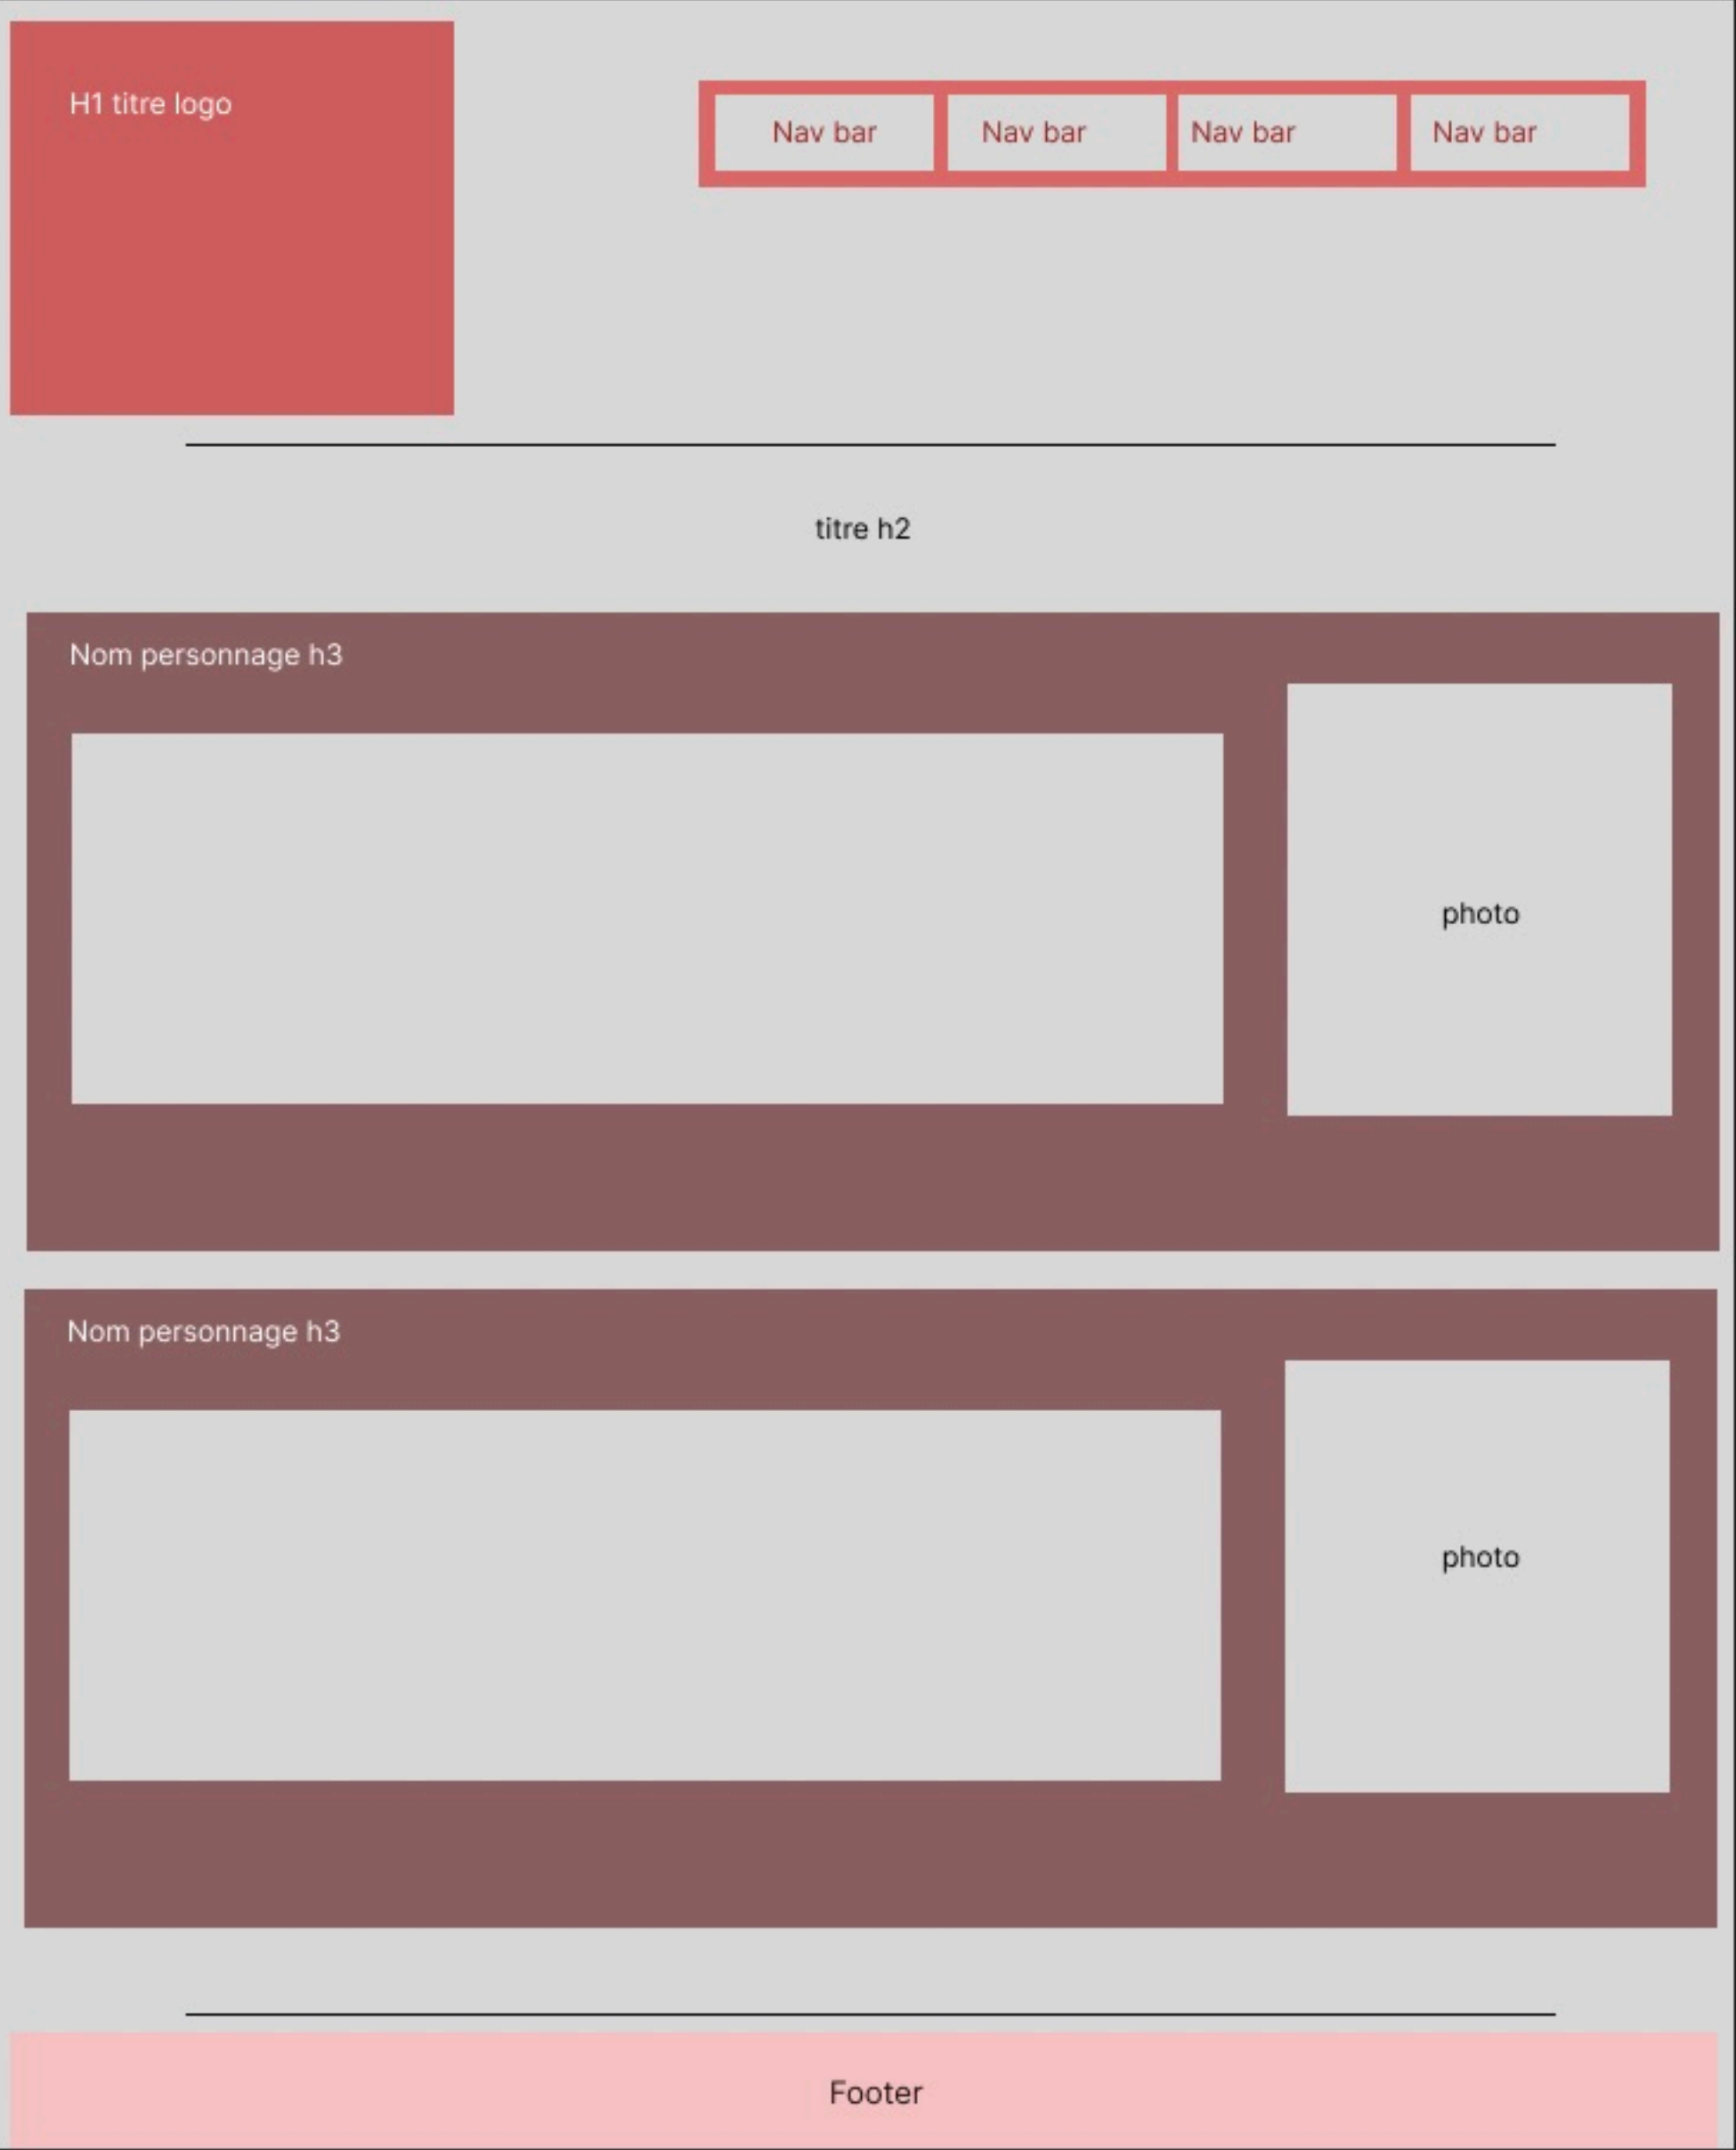 H1 titre logo
Nav bar
Nav bar
Nav bar
Nav bar
titre h2
Nom personnage h3
photo
Nom personnage h3
photo
Footer